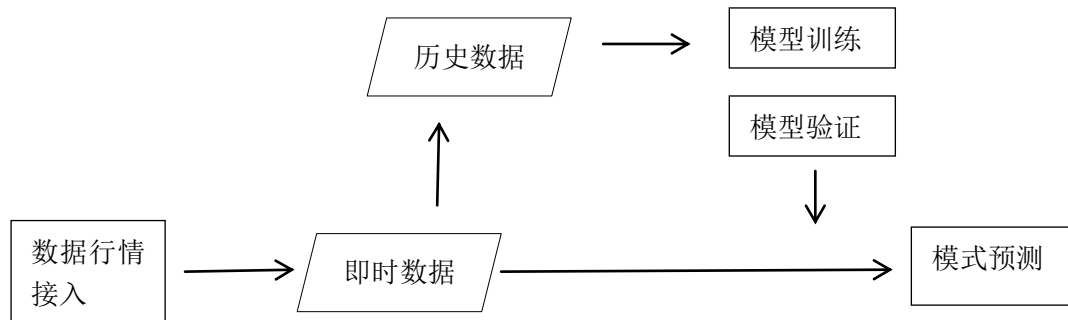 历史数据
模型训练
模型验证
数据行情
接入
即时数据
模式预测